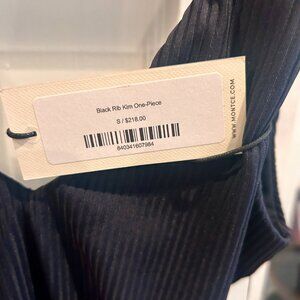 Black Rib Kim One-Piece
S / $218.00
840341607984
WWW.MONTCE.COM